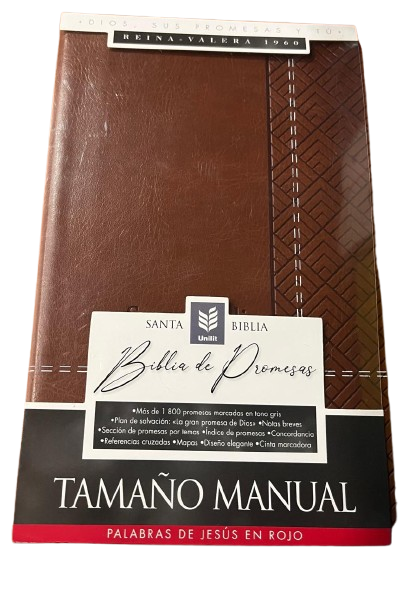 •DIOS, SUS PROMESAS Y TÚ•
REINA-VALERA 1960
SANTA BIBLIA
Unilit
Biblia de Promesas
•Más de 1 800 promesas marcadas en tono gris
•Plan de salvación: «La gran promesa de Dios» •Notas breves
•Sección de promesas por temas •Índice de promesas •Concordancia
•Referencias cruzadas •Mapas •Diseño elegante •Cinta marcadora
TAMAÑO MANUAL
PALABRAS DE JESÚS EN ROJO